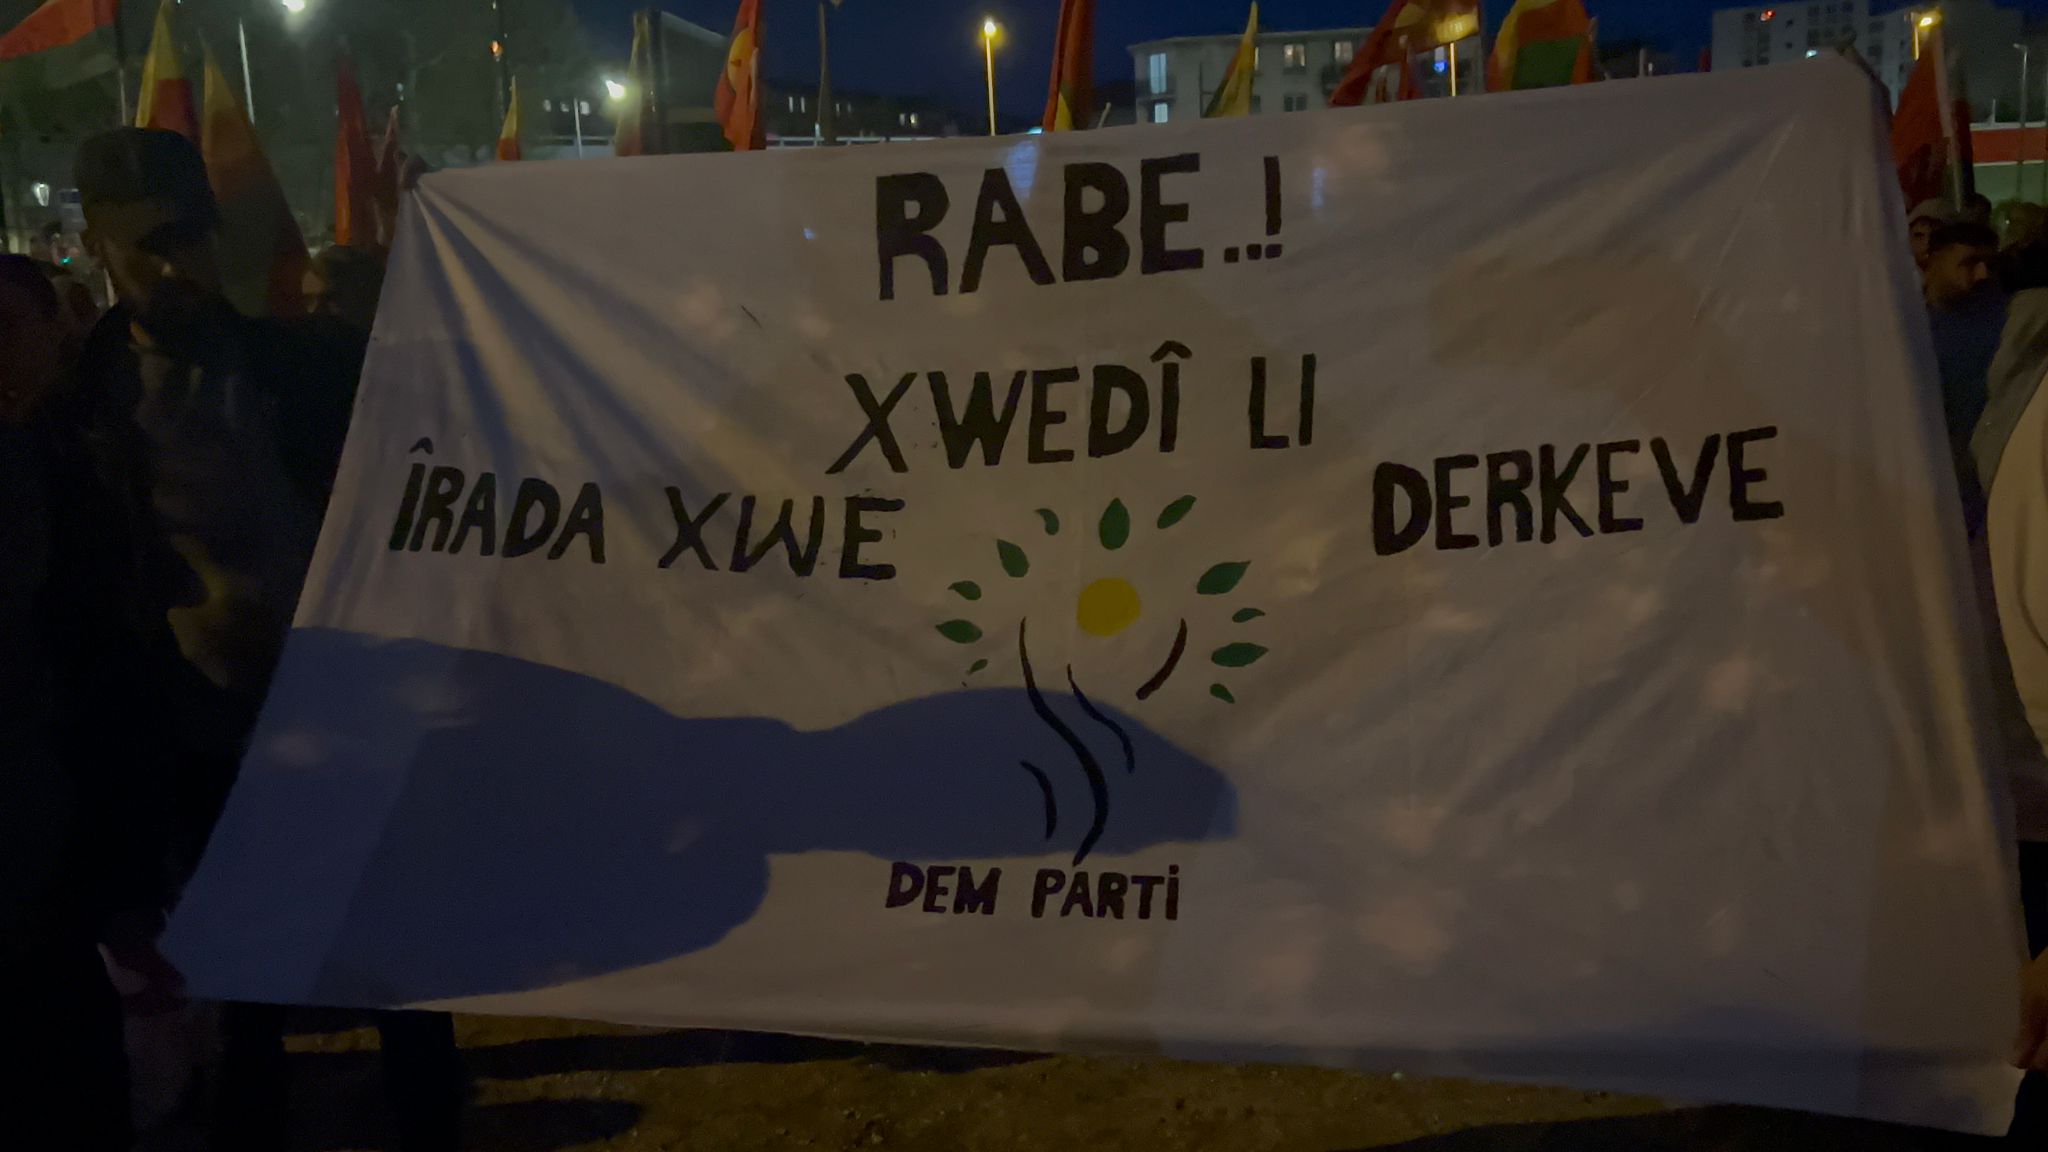 RABE...!
XWEDÎ LI
ÎRADA XWE DERKEVE
DEM PARTi